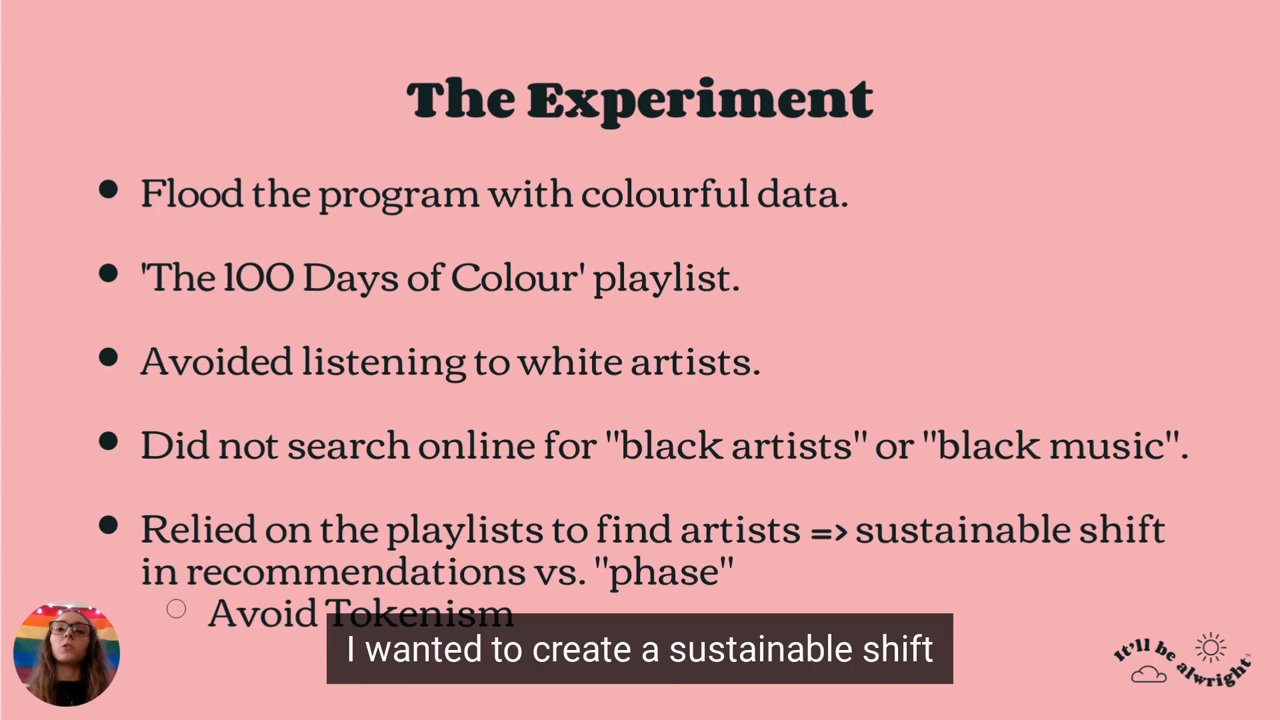 The Experiment
Flood the program with colourful data.
'The 100 Days of Colour' playlist.
Avoided listening to white artists.
Did not search online for "black artists" or "black music".
Relied on the playlists to find artists => sustainable shift
in recommendations vs. "phase"
Avoid Tokenism
I wanted to create a sustainable shift
It'll be
alwright